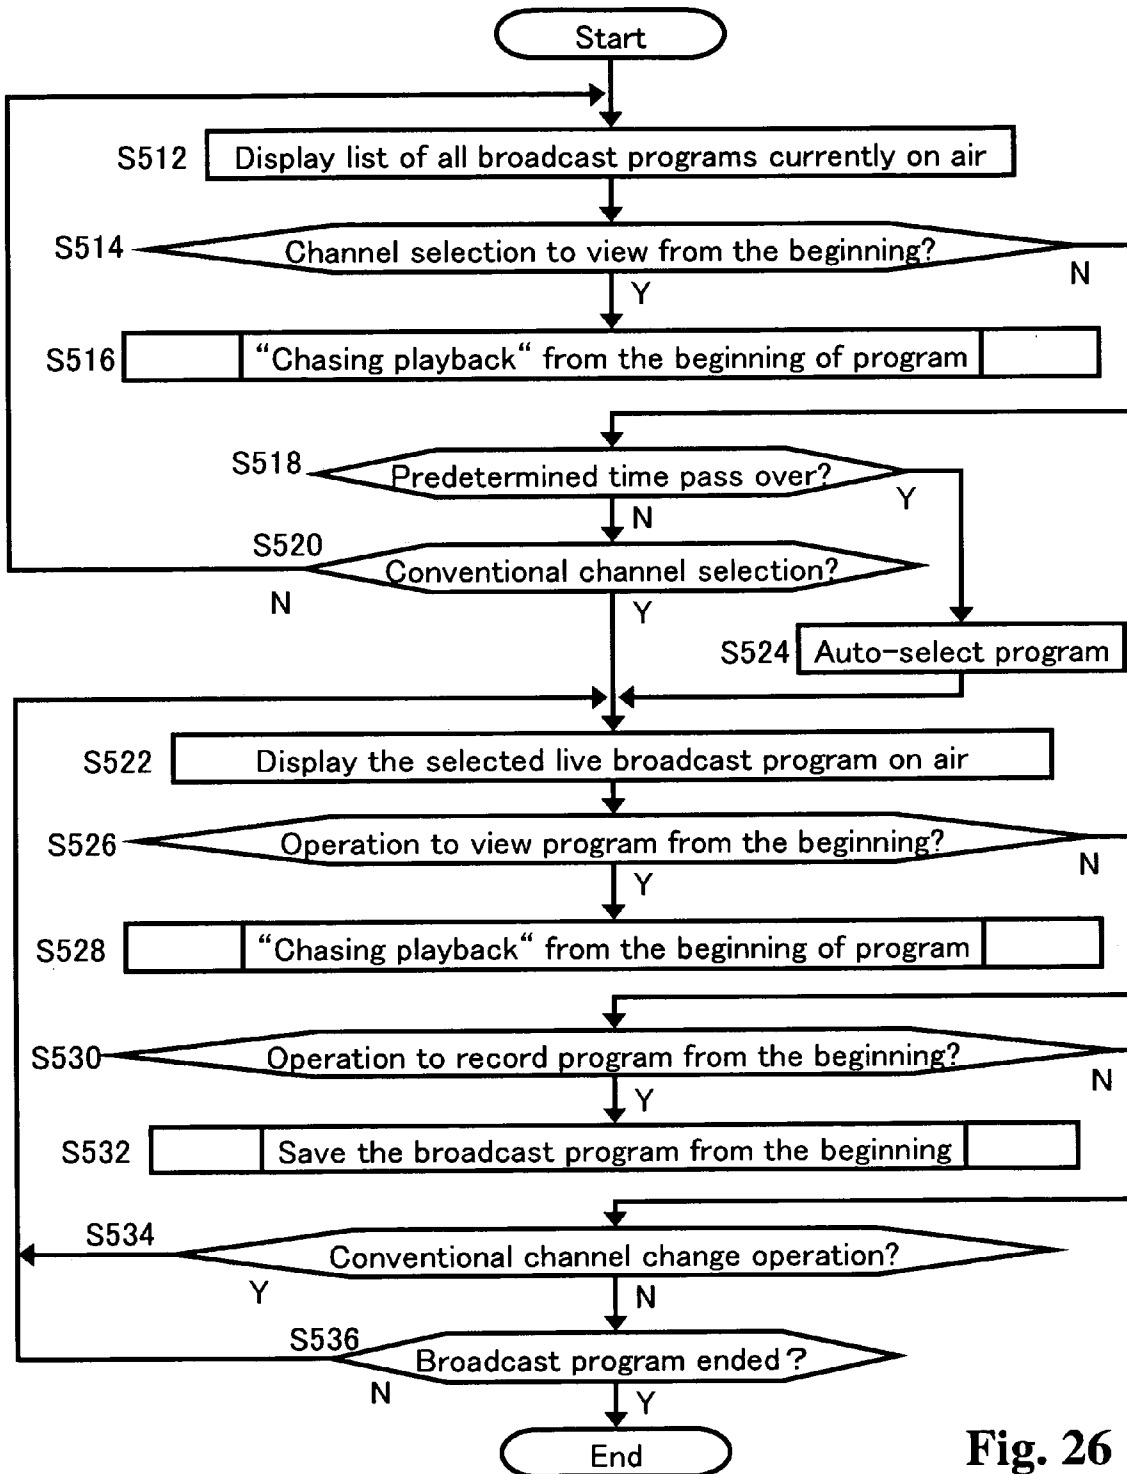 Start
S512 Display list of all broadcast programs currently on air
S514 Channel selection to view from the beginning?
N
Y
S516 “Chasing playback“ from the beginning of program
S518 Predetermined time pass over?
Y
N
S520 Conventional channel selection?
N
Y
S524 Auto-select program
S522 Display the selected live broadcast program on air
S526 Operation to view program from the beginning?
N
Y
S528 “Chasing playback“ from the beginning of program
S530 Operation to record program from the beginning?
N
Y
S532 Save the broadcast program from the beginning
S534 Conventional channel change operation?
Y
N
S536 Broadcast program ended?
N
Y
End
Fig. 26